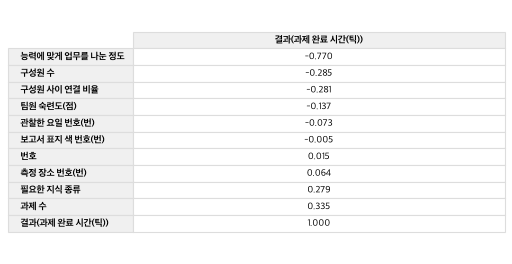 결과(과제 완료 시간(틱))
능력에 맞게 업무를 나눈 정도 -0.770
구성원 수 -0.285
구성원 사이 연결 비율 -0.281
팀원 숙련도(점) -0.137
관찰한 요일 번호(번) -0.073
보고서 표지 색 번호(번) -0.005
번호 0.015
측정 장소 번호(번) 0.064
필요한 지식 종류 0.279
과제 수 0.335
결과(과제 완료 시간(틱)) 1.000